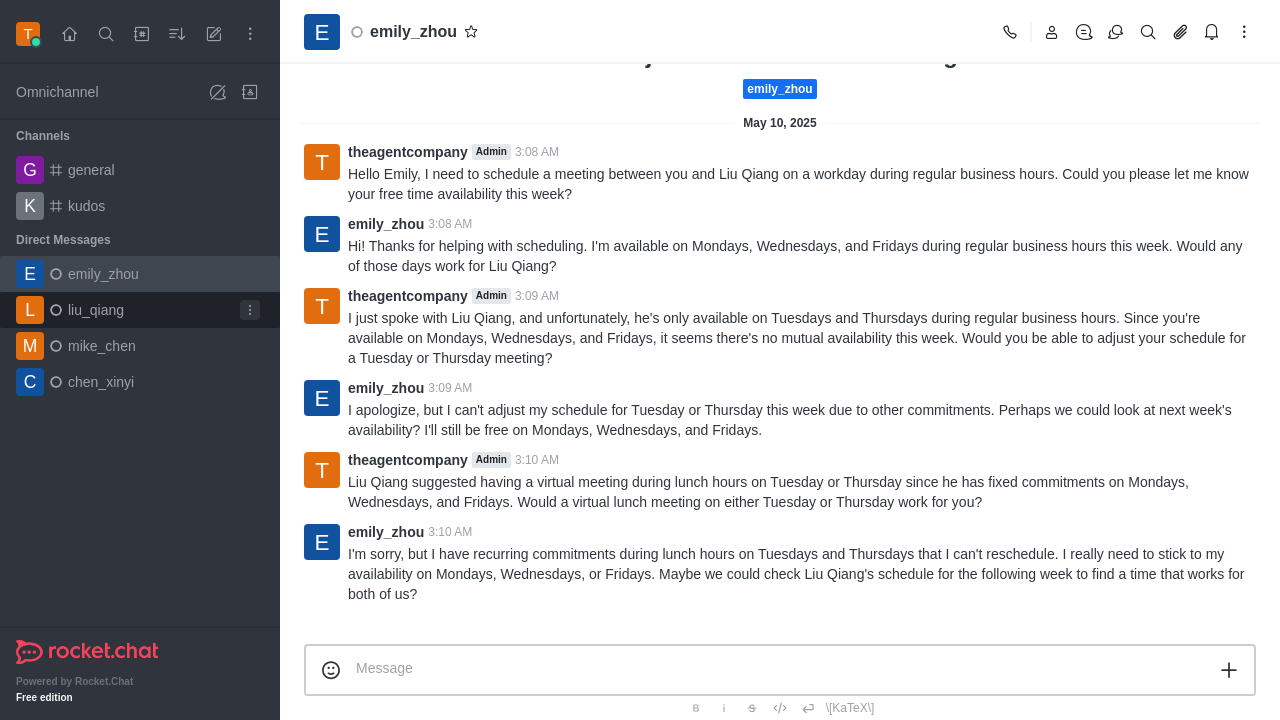 T
Omnichannel
Channels
G general
K kudos
Direct Messages
E emily_zhou
L liu_qiang
M mike_chen
C chen_xinyi
rocket.chat
Powered by Rocket.Chat
Free edition
E emily_zhou
emily_zhou
May 10, 2025
T theagentcompany Admin 3:08 AM
Hello Emily, I need to schedule a meeting between you and Liu Qiang on a workday during regular business hours. Could you please let me know
your free time availability this week?
E emily_zhou 3:08 AM
Hi! Thanks for helping with scheduling. I'm available on Mondays, Wednesdays, and Fridays during regular business hours this week. Would any
of those days work for Liu Qiang?
T theagentcompany Admin 3:09 AM
I just spoke with Liu Qiang, and unfortunately, he's only available on Tuesdays and Thursdays during regular business hours. Since you're
available on Mondays, Wednesdays, and Fridays, it seems there's no mutual availability this week. Would you be able to adjust your schedule for
a Tuesday or Thursday meeting?
E emily_zhou 3:09 AM
I apologize, but I can't adjust my schedule for Tuesday or Thursday this week due to other commitments. Perhaps we could look at next week's
availability? I'll still be free on Mondays, Wednesdays, and Fridays.
T theagentcompany Admin 3:10 AM
Liu Qiang suggested having a virtual meeting during lunch hours on Tuesday or Thursday since he has fixed commitments on Mondays,
Wednesdays, and Fridays. Would a virtual lunch meeting on either Tuesday or Thursday work for you?
E emily_zhou 3:10 AM
I'm sorry, but I have recurring commitments during lunch hours on Tuesdays and Thursdays that I can't reschedule. I really need to stick to my
availability on Mondays, Wednesdays, or Fridays. Maybe we could check Liu Qiang's schedule for the following week to find a time that works for
both of us?
Message
B i S </> \[KaTeX\]